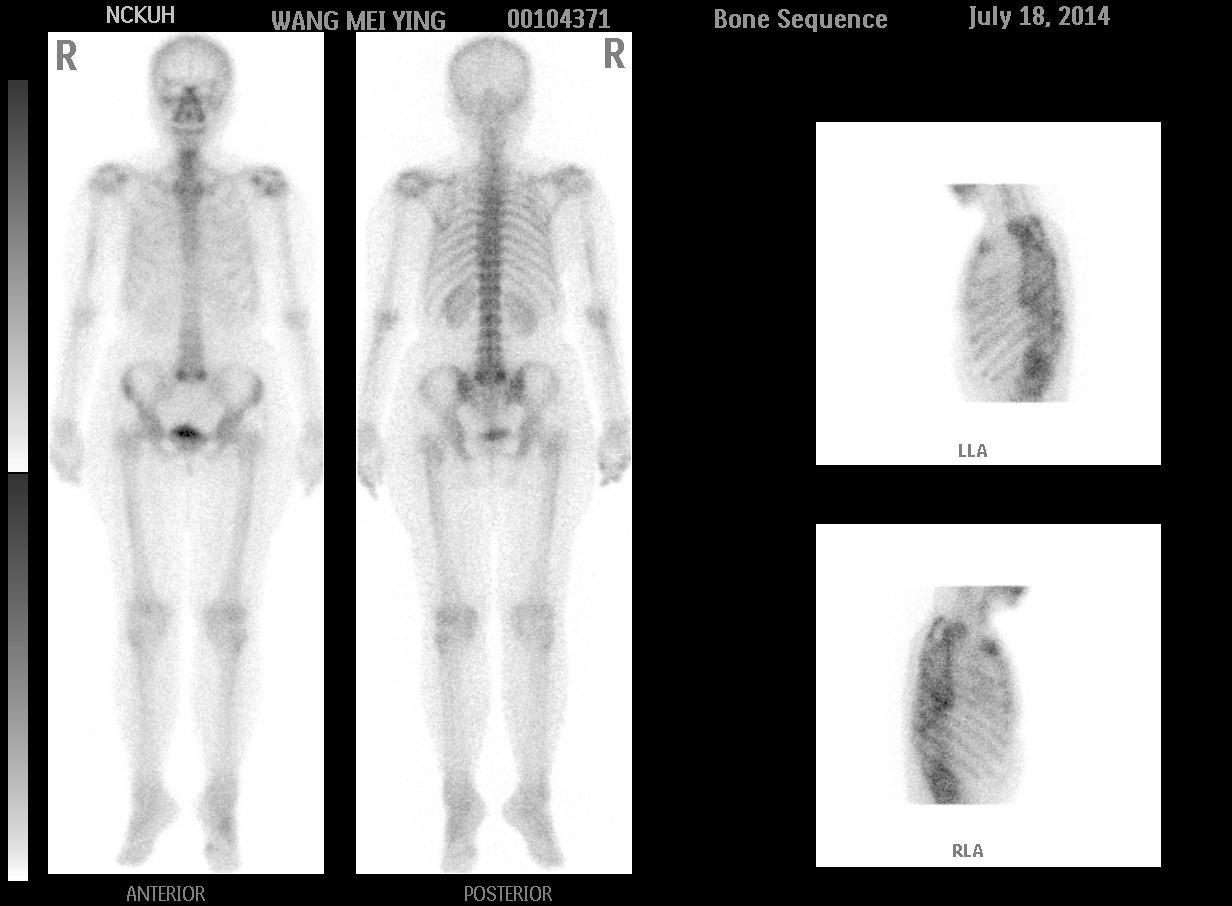 NCKUH WANG MEI YING 00104371 Bone Sequence July 18, 2014
R R
LLA
RLA
ANTERIOR POSTERIOR